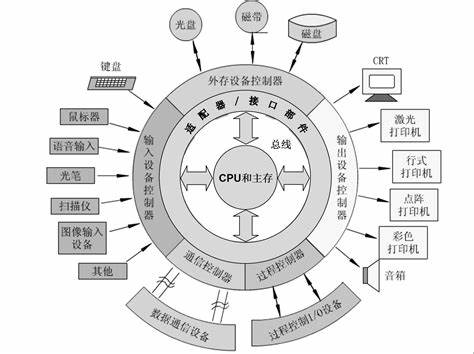 光盘
磁带
磁盘
键盘
外存设备控制器
CRT
适配器/接口部件
鼠标器
语音输入
光笔
扫描仪
图像输入
设备
其他
输入设备控制器
总线
CPU和主存
输出设备控制器
激光
打印机
行式
打印机
点阵
打印机
彩色
打印机
音箱
通信控制器
过程控制器
数据通信设备
过程控制I/O设备